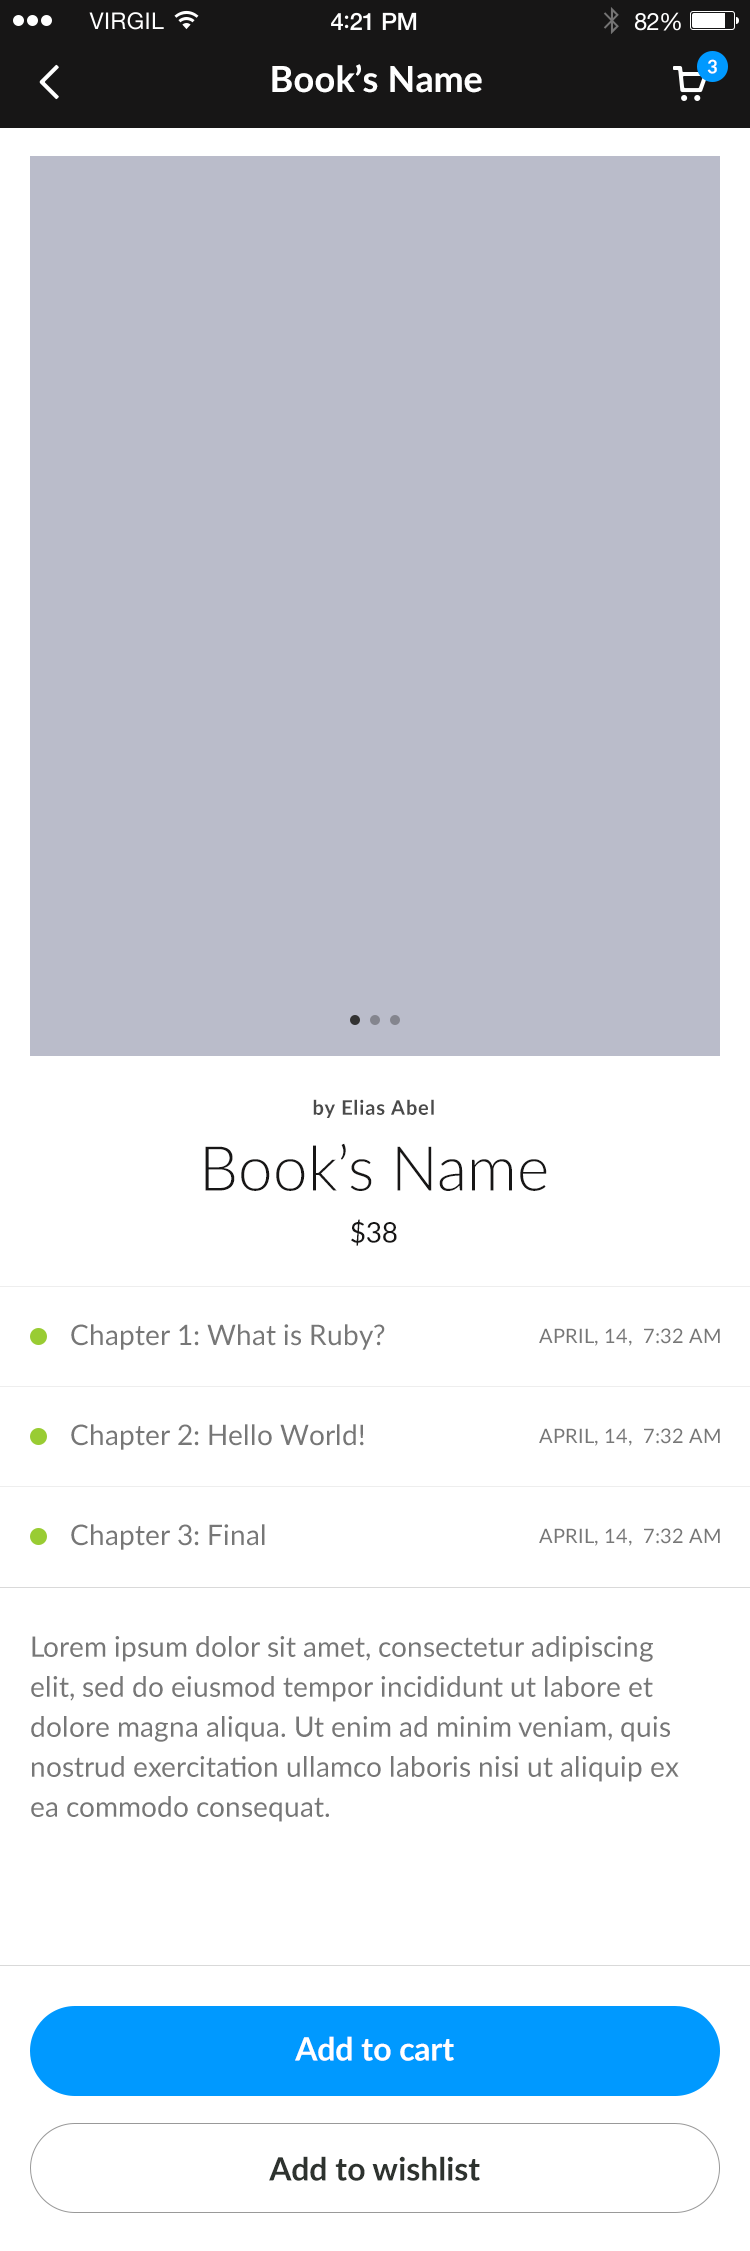 VIRGIL 4:21 PM 82%
Book’s Name 3
by Elias Abel
Book’s Name
$38
Chapter 1: What is Ruby? APRIL, 14, 7:32 AM
Chapter 2: Hello World! APRIL, 14, 7:32 AM
Chapter 3: Final APRIL, 14, 7:32 AM
Lorem ipsum dolor sit amet, consectetur adipiscing
elit, sed do eiusmod tempor incididunt ut labore et
dolore magna aliqua. Ut enim ad minim veniam, quis
nostrud exercitation ullamco laboris nisi ut aliquip ex
ea commodo consequat.
Add to cart
Add to wishlist